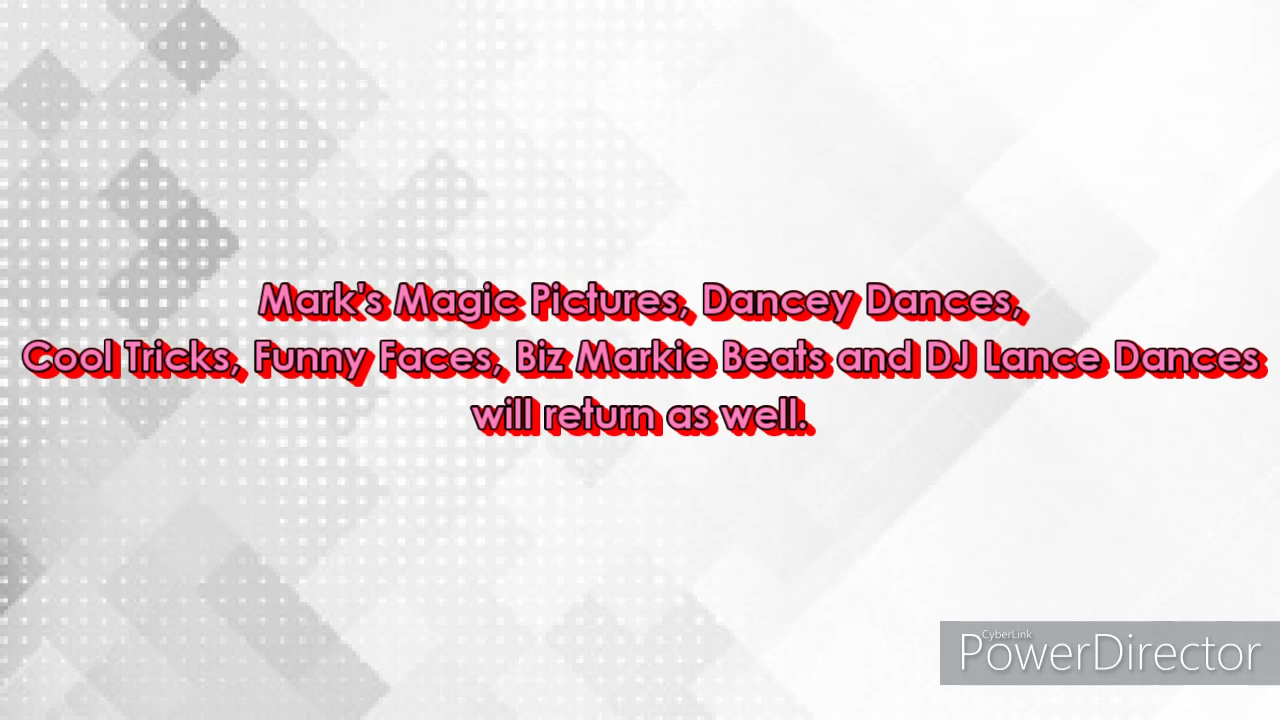 Mark's Magic Pictures, Dancey Dances,
Cool Tricks, Funny Faces, Biz Markie Beats and DJ Lance Dances
will return as well.
CyberLink
PowerDirector